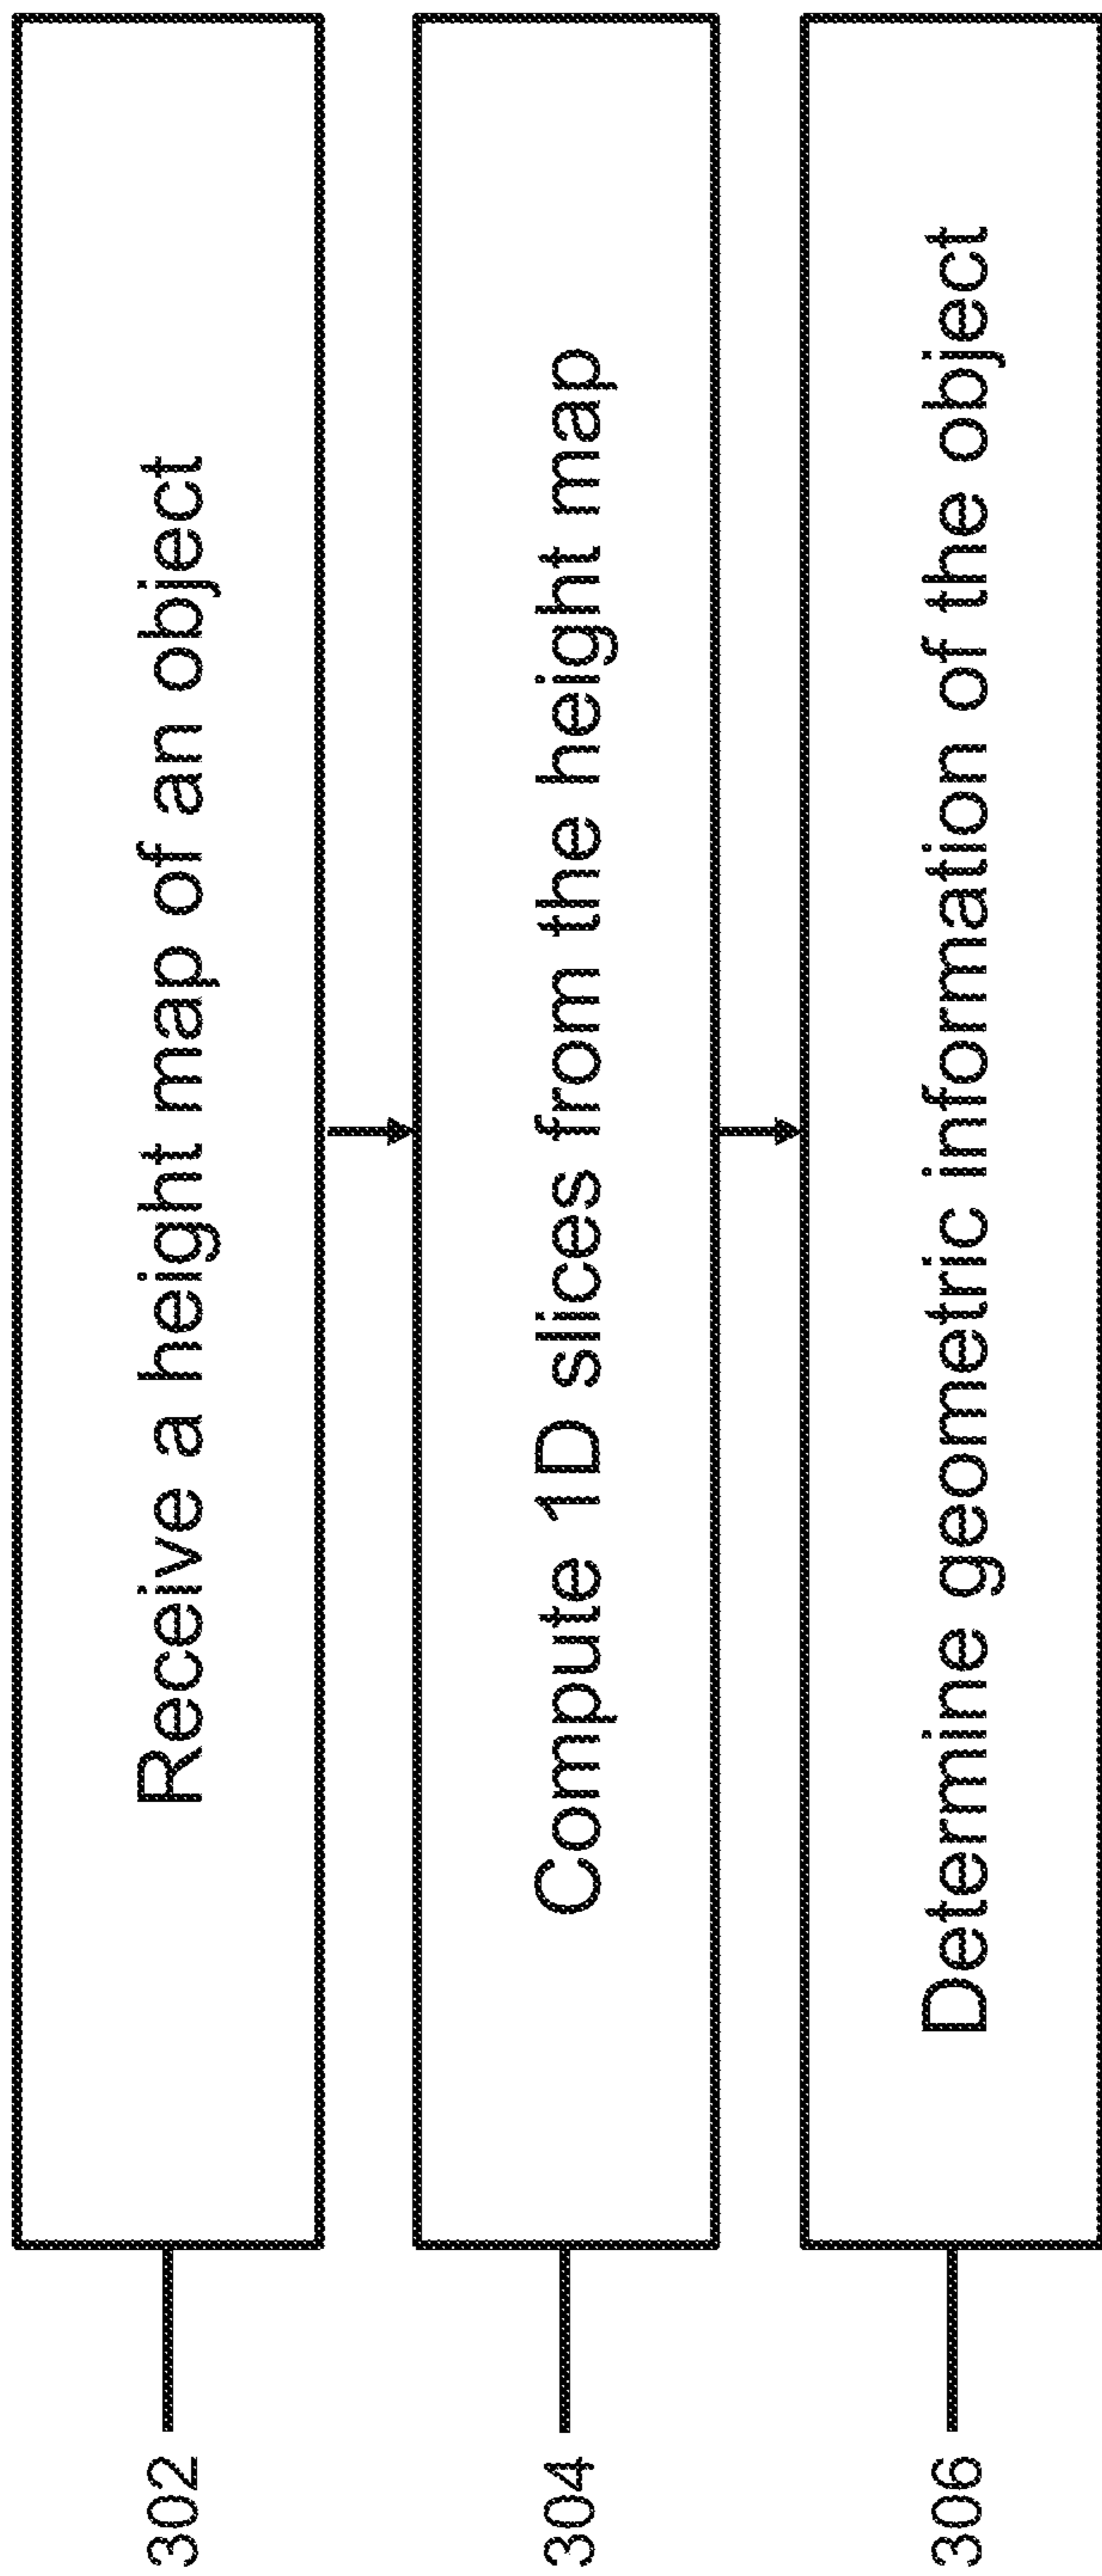 302
Receive a height map of an object
304
Compute 1D slices from the height map
306
Determine geometric information of the object